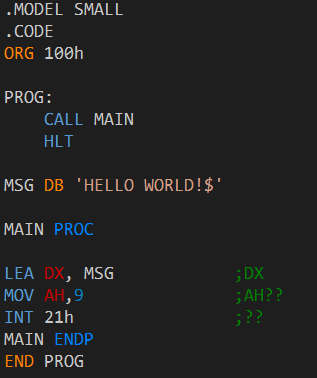 .MODEL SMALL
.CODE
ORG 100h
PROG:
CALL MAIN
HLT
MSG DB 'HELLO WORLD!$'
MAIN PROC
LEA DX, MSG ;DX
MOV AH,9 ;AH??
INT 21h ;??
MAIN ENDP
END PROG